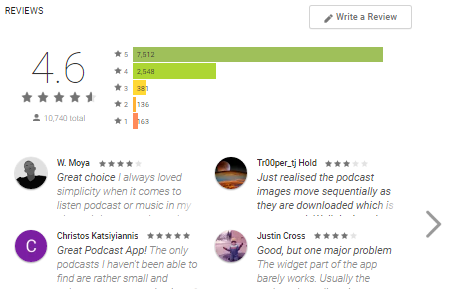 REVIEWS
Write a Review
4.6
10,740 total
5 7,512
4 2,548
3 381
2 136
1 163
W. Moya
Great choice I always loved
simplicity when it comes to
listen podcast or music in my
Tr00per_tj Hold
Just realised the podcast
images move sequentially as
they are downloaded which is
C
Christos Katsiyiannis
Great Podcast App! The only
podcasts I haven't been able to
find are rather small and
Justin Cross
Good, but one major problem
The widget part of the app
barely works. Usually the